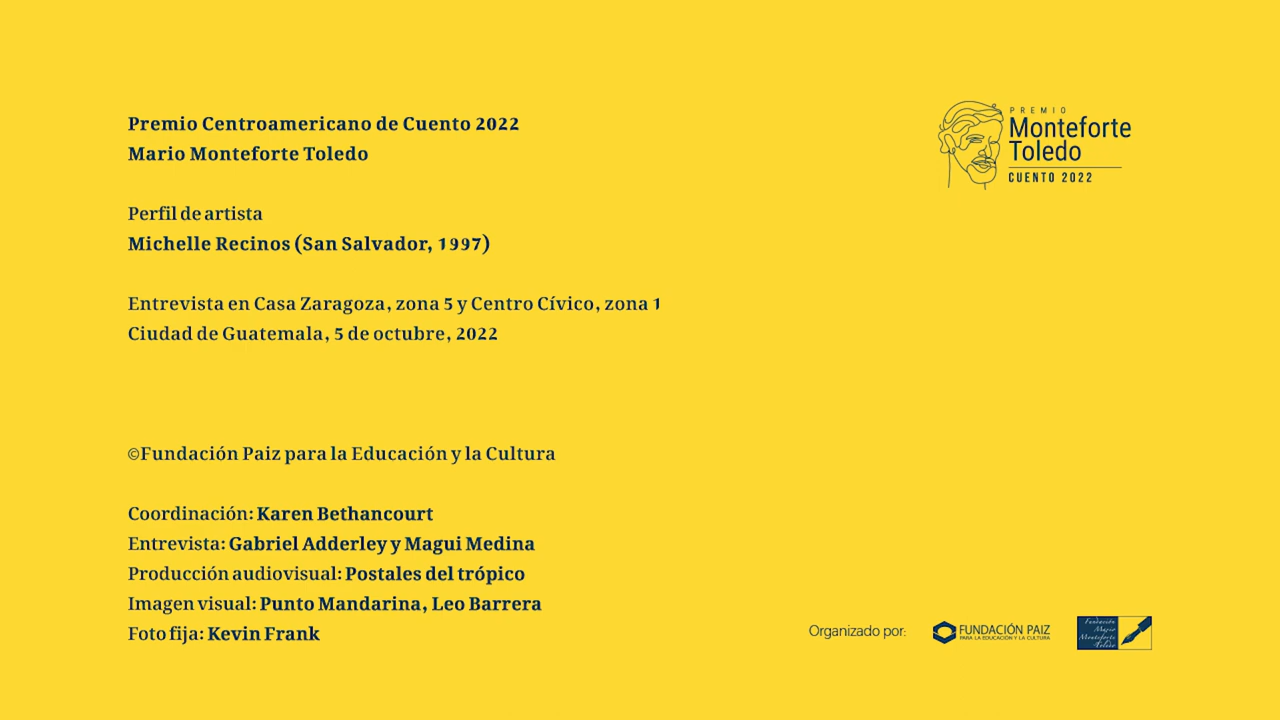 Premio Centroamericano de Cuento 2022
Mario Monteforte Toledo
Perfil de artista
Michelle Recinos (San Salvador, 1997)
Entrevista en Casa Zaragoza, zona 5 y Centro Cívico, zona 1
Ciudad de Guatemala, 5 de octubre, 2022
©Fundación Paiz para la Educación y la Cultura
Coordinación: Karen Bethancourt
Entrevista: Gabriel Adderley y Magui Medina
Producción audiovisual: Postales del trópico
Imagen visual: Punto Mandarina, Leo Barrera
Foto fija: Kevin Frank
PREMIO
Monteforte
Toledo
CUENTO 2022
Organizado por:
FUNDACIÓN PAIZ
PARA LA EDUCACIÓN Y LA CULTURA
Fundación
Mario
Monteforte
Toledo